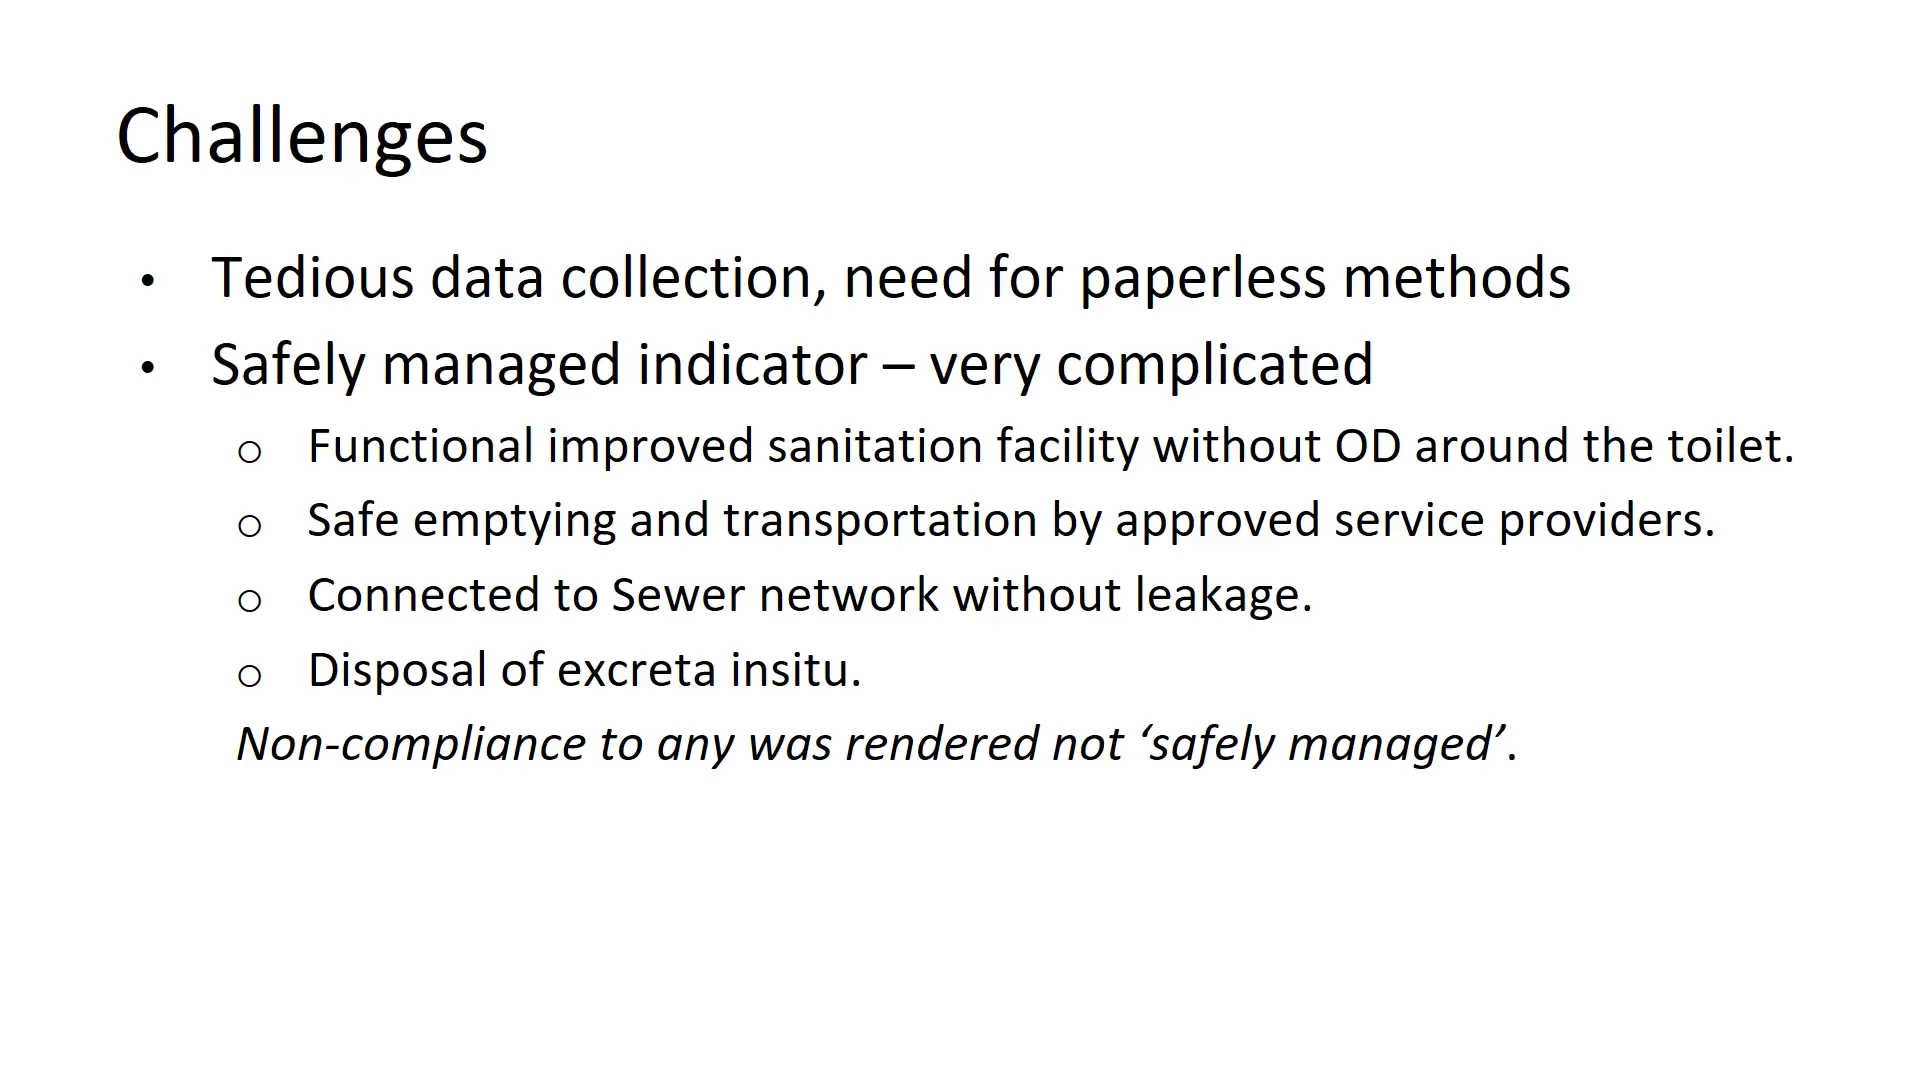 Challenges
• Tedious data collection, need for paperless methods
• Safely managed indicator – very complicated
o Functional improved sanitation facility without OD around the toilet.
o Safe emptying and transportation by approved service providers.
o Connected to Sewer network without leakage.
o Disposal of excreta insitu.
Non-compliance to any was rendered not ‘safely managed’.